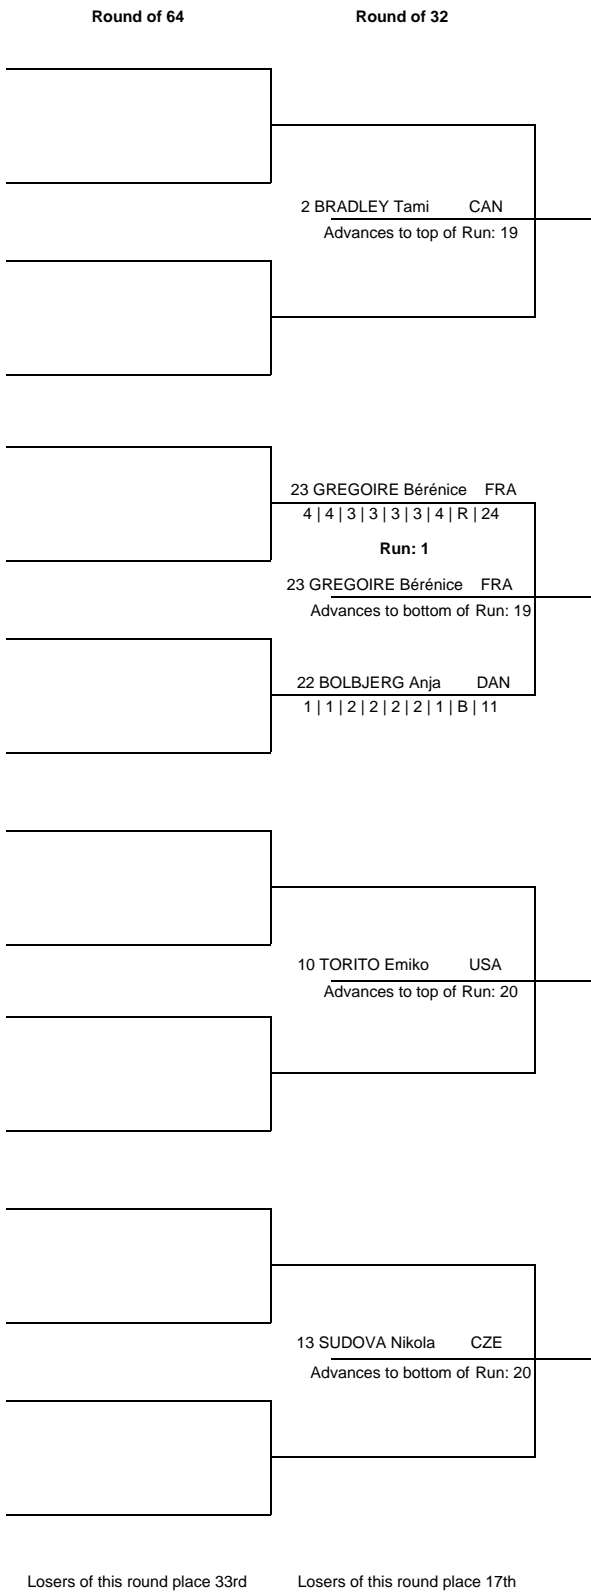 Round of 64 Round of 32
2 BRADLEY Tami CAN
Advances to top of Run: 19
23 GREGOIRE Bérénice FRA
4 | 4 | 3 | 3 | 3 | 3 | 4 | R | 24
Run: 1
23 GREGOIRE Bérénice FRA
Advances to bottom of Run: 19
22 BOLBJERG Anja DAN
1 | 1 | 2 | 2 | 2 | 2 | 1 | B | 11
10 TORITO Emiko USA
Advances to top of Run: 20
13 SUDOVA Nikola CZE
Advances to bottom of Run: 20
Losers of this round place 33rd Losers of this round place 17th